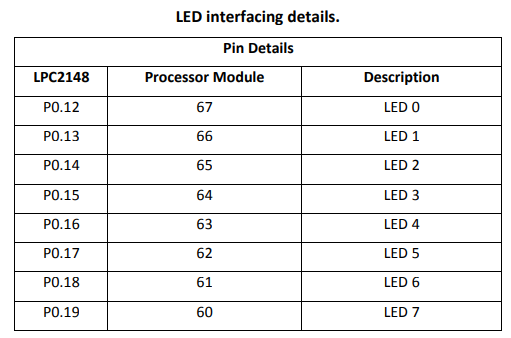 LED interfacing details.
Pin Details
LPC2148 Processor Module Description
P0.12 67 LED 0
P0.13 66 LED 1
P0.14 65 LED 2
P0.15 64 LED 3
P0.16 63 LED 4
P0.17 62 LED 5
P0.18 61 LED 6
P0.19 60 LED 7